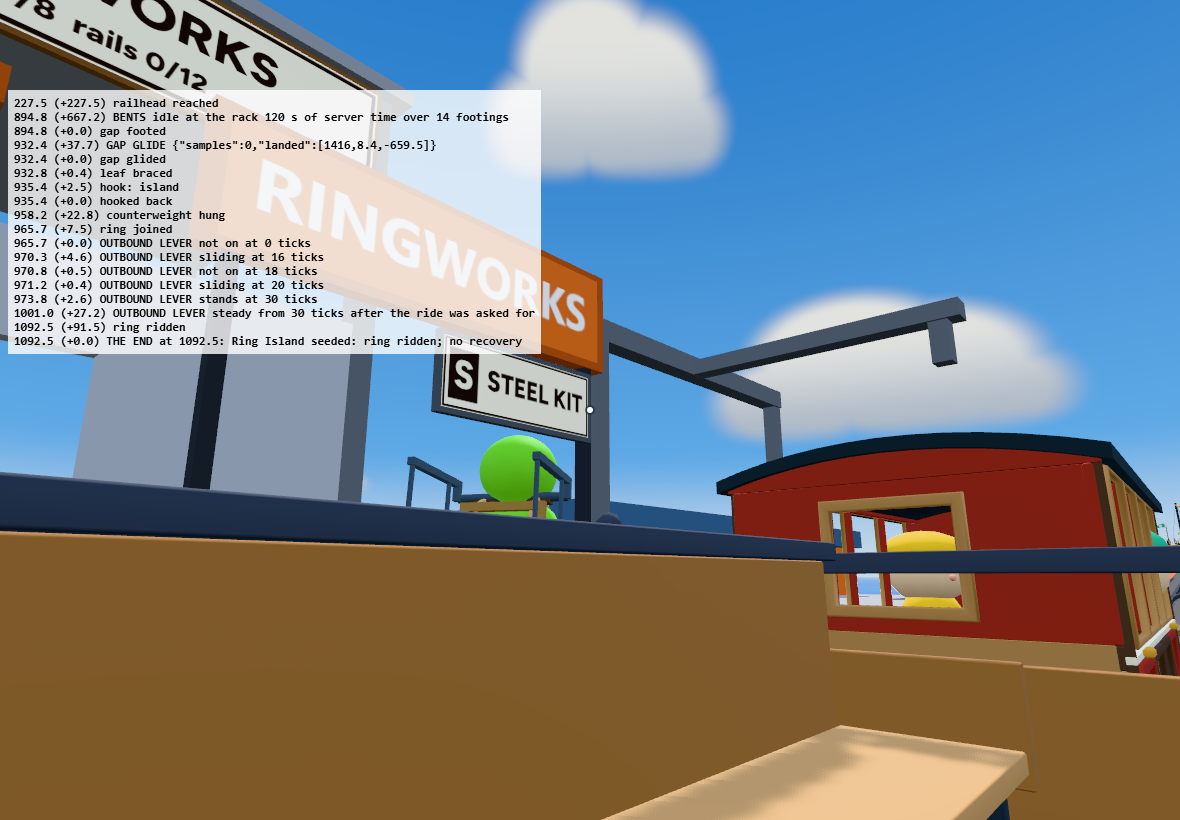 WORKS
/8 rails 0/12
227.5 (+227.5) railhead reached
894.8 (+667.2) BENTS idle at the rack 120 s of server time over 14 footings
894.8 (+0.0) gap footed
932.4 (+37.7) GAP GLIDE {"samples":0,"landed":[1416,8.4,-659.5]}
932.4 (+0.0) gap glided
932.8 (+0.4) leaf braced
935.4 (+2.5) hook: island
935.4 (+0.0) hooked back
958.2 (+22.8) counterweight hung
965.7 (+7.5) ring joined
965.7 (+0.0) OUTBOUND LEVER not on at 0 ticks
970.3 (+4.6) OUTBOUND LEVER sliding at 16 ticks
970.8 (+0.5) OUTBOUND LEVER not on at 18 ticks
971.2 (+0.4) OUTBOUND LEVER sliding at 20 ticks
973.8 (+2.6) OUTBOUND LEVER stands at 30 ticks
1001.0 (+27.2) OUTBOUND LEVER steady from 30 ticks after the ride was asked for
1092.5 (+91.5) ring ridden
1092.5 (+0.0) THE END at 1092.5: Ring Island seeded: ring ridden; no recovery
RINGWORKS
S STEEL KIT